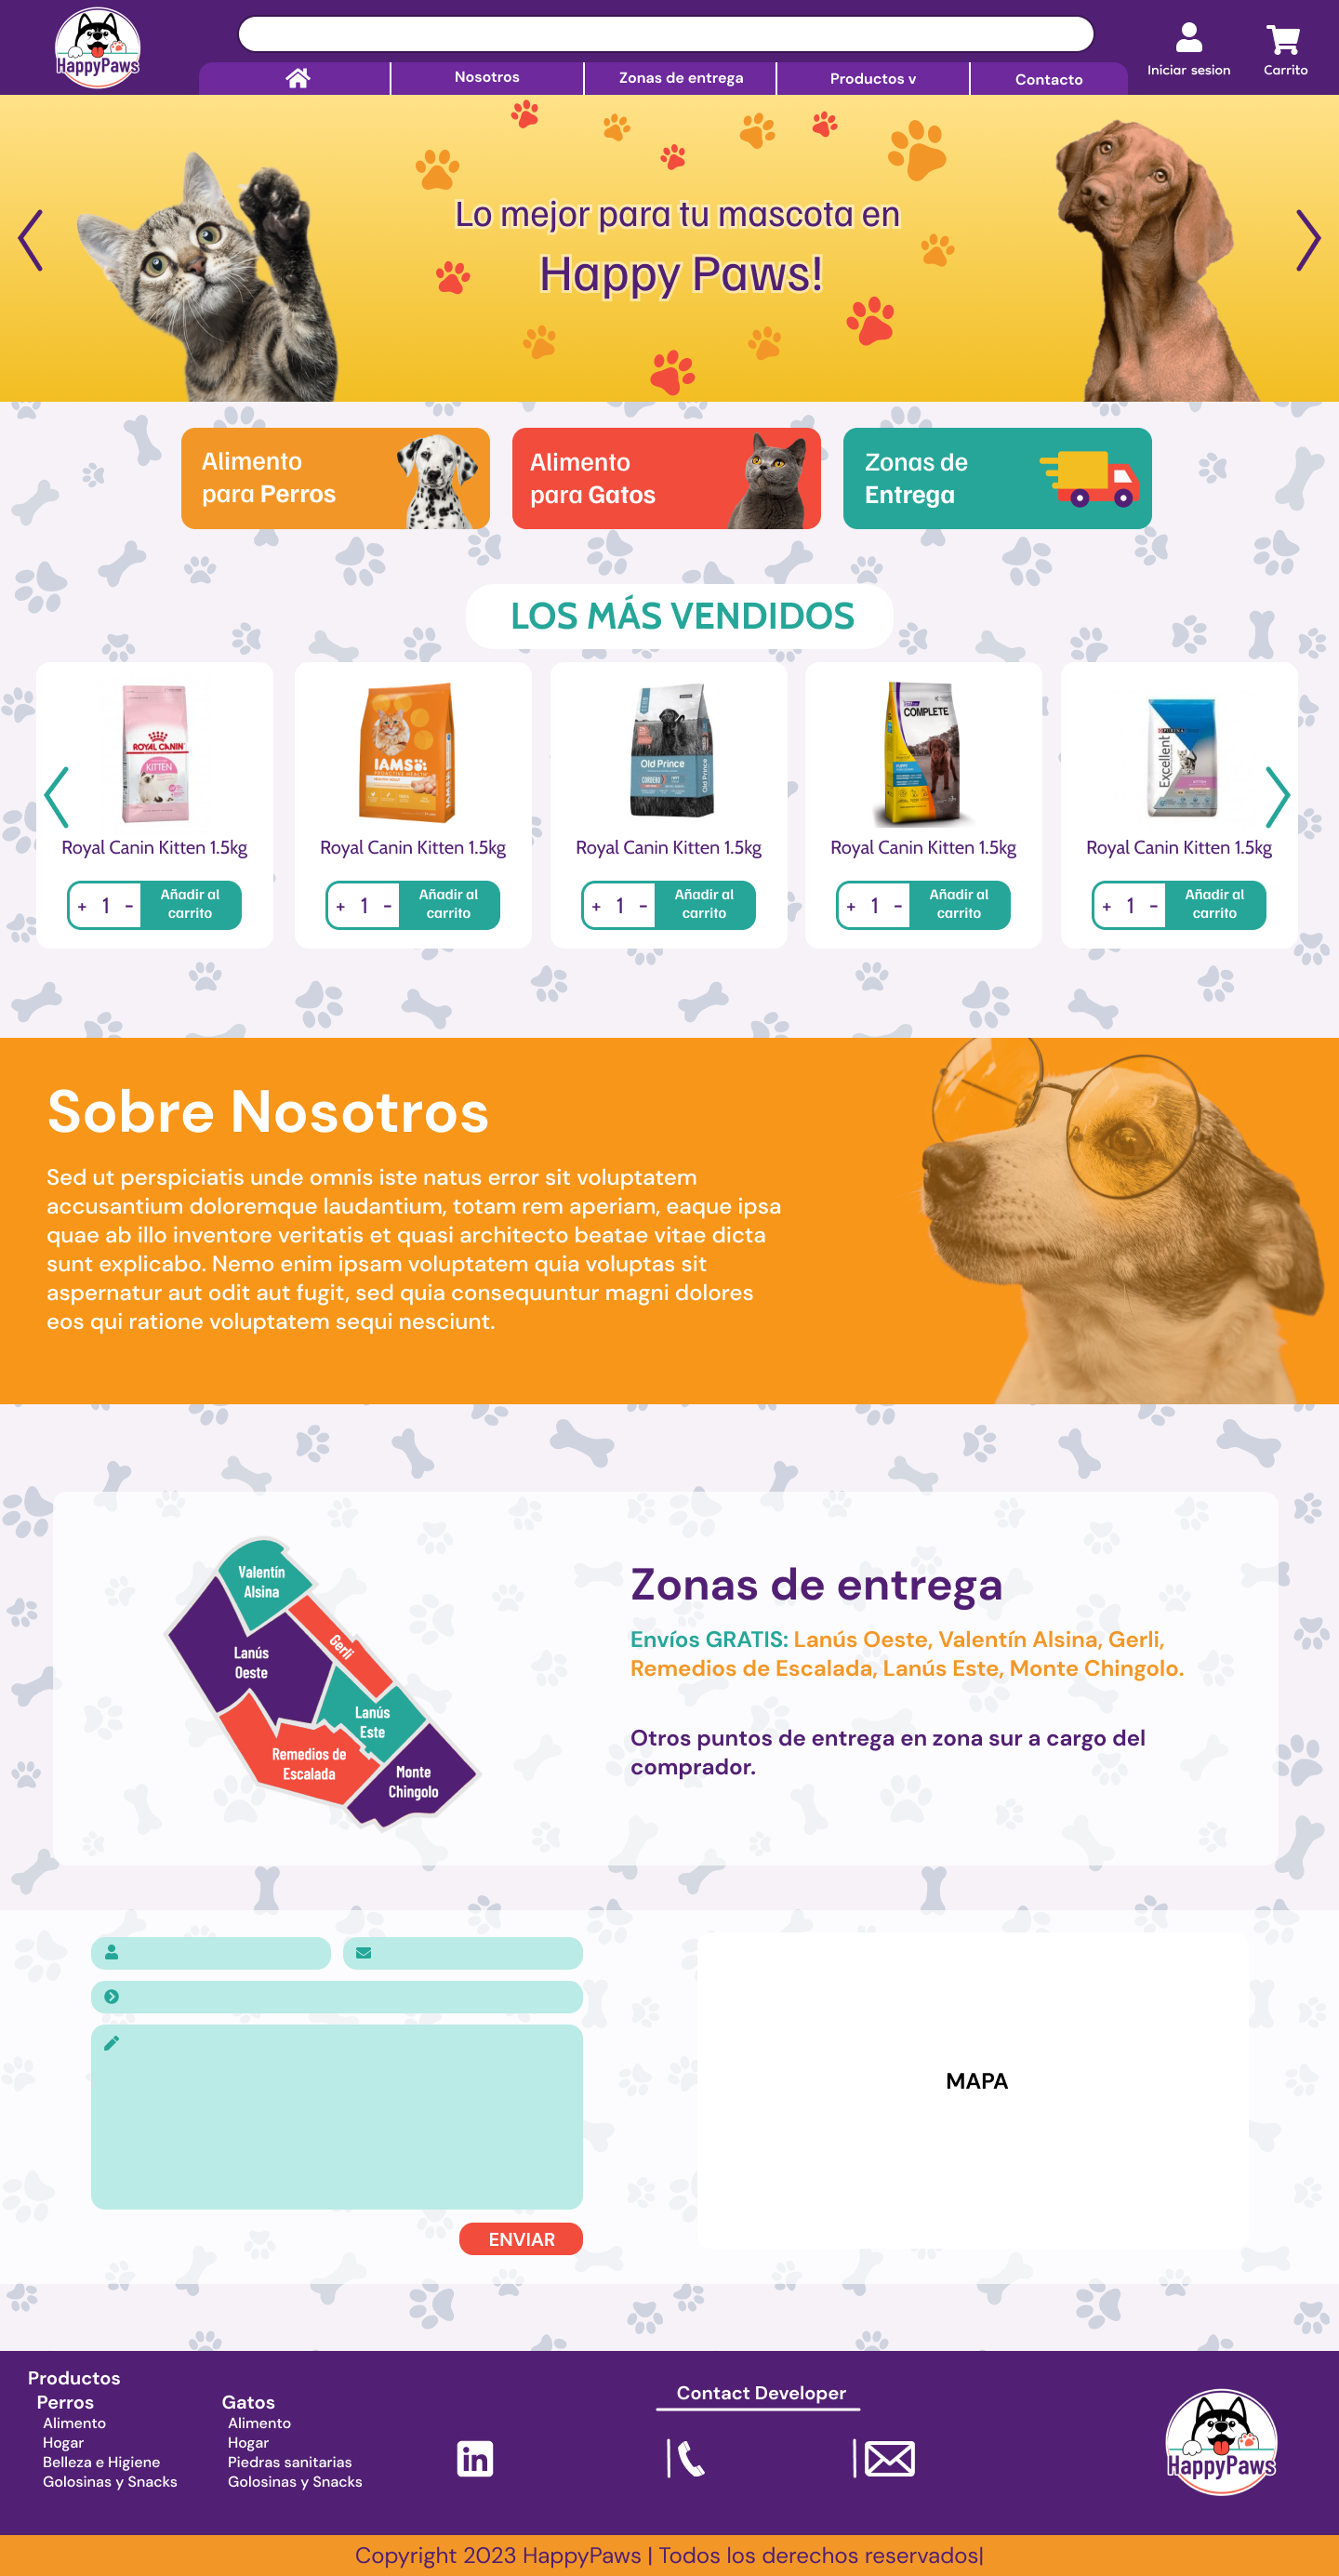 HappyPaws
Iniciar sesion
Carrito
Nosotros
Zonas de entrega
Productos v
Contacto
Lo mejor para tu mascota en
Happy Paws!
Alimento
para Perros
Alimento
para Gatos
Zonas de
Entrega
LOS MÁS VENDIDOS
ROYAL CANIN
KITTEN
Royal Canin Kitten 1.5kg
+ 1 -
Añadir al
carrito
IAMS
PROACTIVE HEALTH
Royal Canin Kitten 1.5kg
+ 1 -
Añadir al
carrito
Old Prince
CORDERO
Old Prince
Royal Canin Kitten 1.5kg
+ 1 -
Añadir al
carrito
COMPLETE
Royal Canin Kitten 1.5kg
+ 1 -
Añadir al
carrito
PURINA
Excellent
Royal Canin Kitten 1.5kg
+ 1 -
Añadir al
carrito
Sobre Nosotros
Sed ut perspiciatis unde omnis iste natus error sit voluptatem
accusantium doloremque laudantium, totam rem aperiam, eaque ipsa
quae ab illo inventore veritatis et quasi architecto beatae vitae dicta
sunt explicabo. Nemo enim ipsam voluptatem quia voluptas sit
aspernatur aut odit aut fugit, sed quia consequuntur magni dolores
eos qui ratione voluptatem sequi nesciunt.
Valentín
Alsina
Gerli
Lanús
Oeste
Lanús
Este
Remedios de
Escalada
Monte
Chingolo
Zonas de entrega
Envíos GRATIS: Lanús Oeste, Valentín Alsina, Gerli,
Remedios de Escalada, Lanús Este, Monte Chingolo.
Otros puntos de entrega en zona sur a cargo del
comprador.
MAPA
ENVIAR
Productos
Perros
Alimento
Hogar
Belleza e Higiene
Golosinas y Snacks
Gatos
Alimento
Hogar
Piedras sanitarias
Golosinas y Snacks
Contact Developer
in
HappyPaws
Copyright 2023 HappyPaws | Todos los derechos reservados|